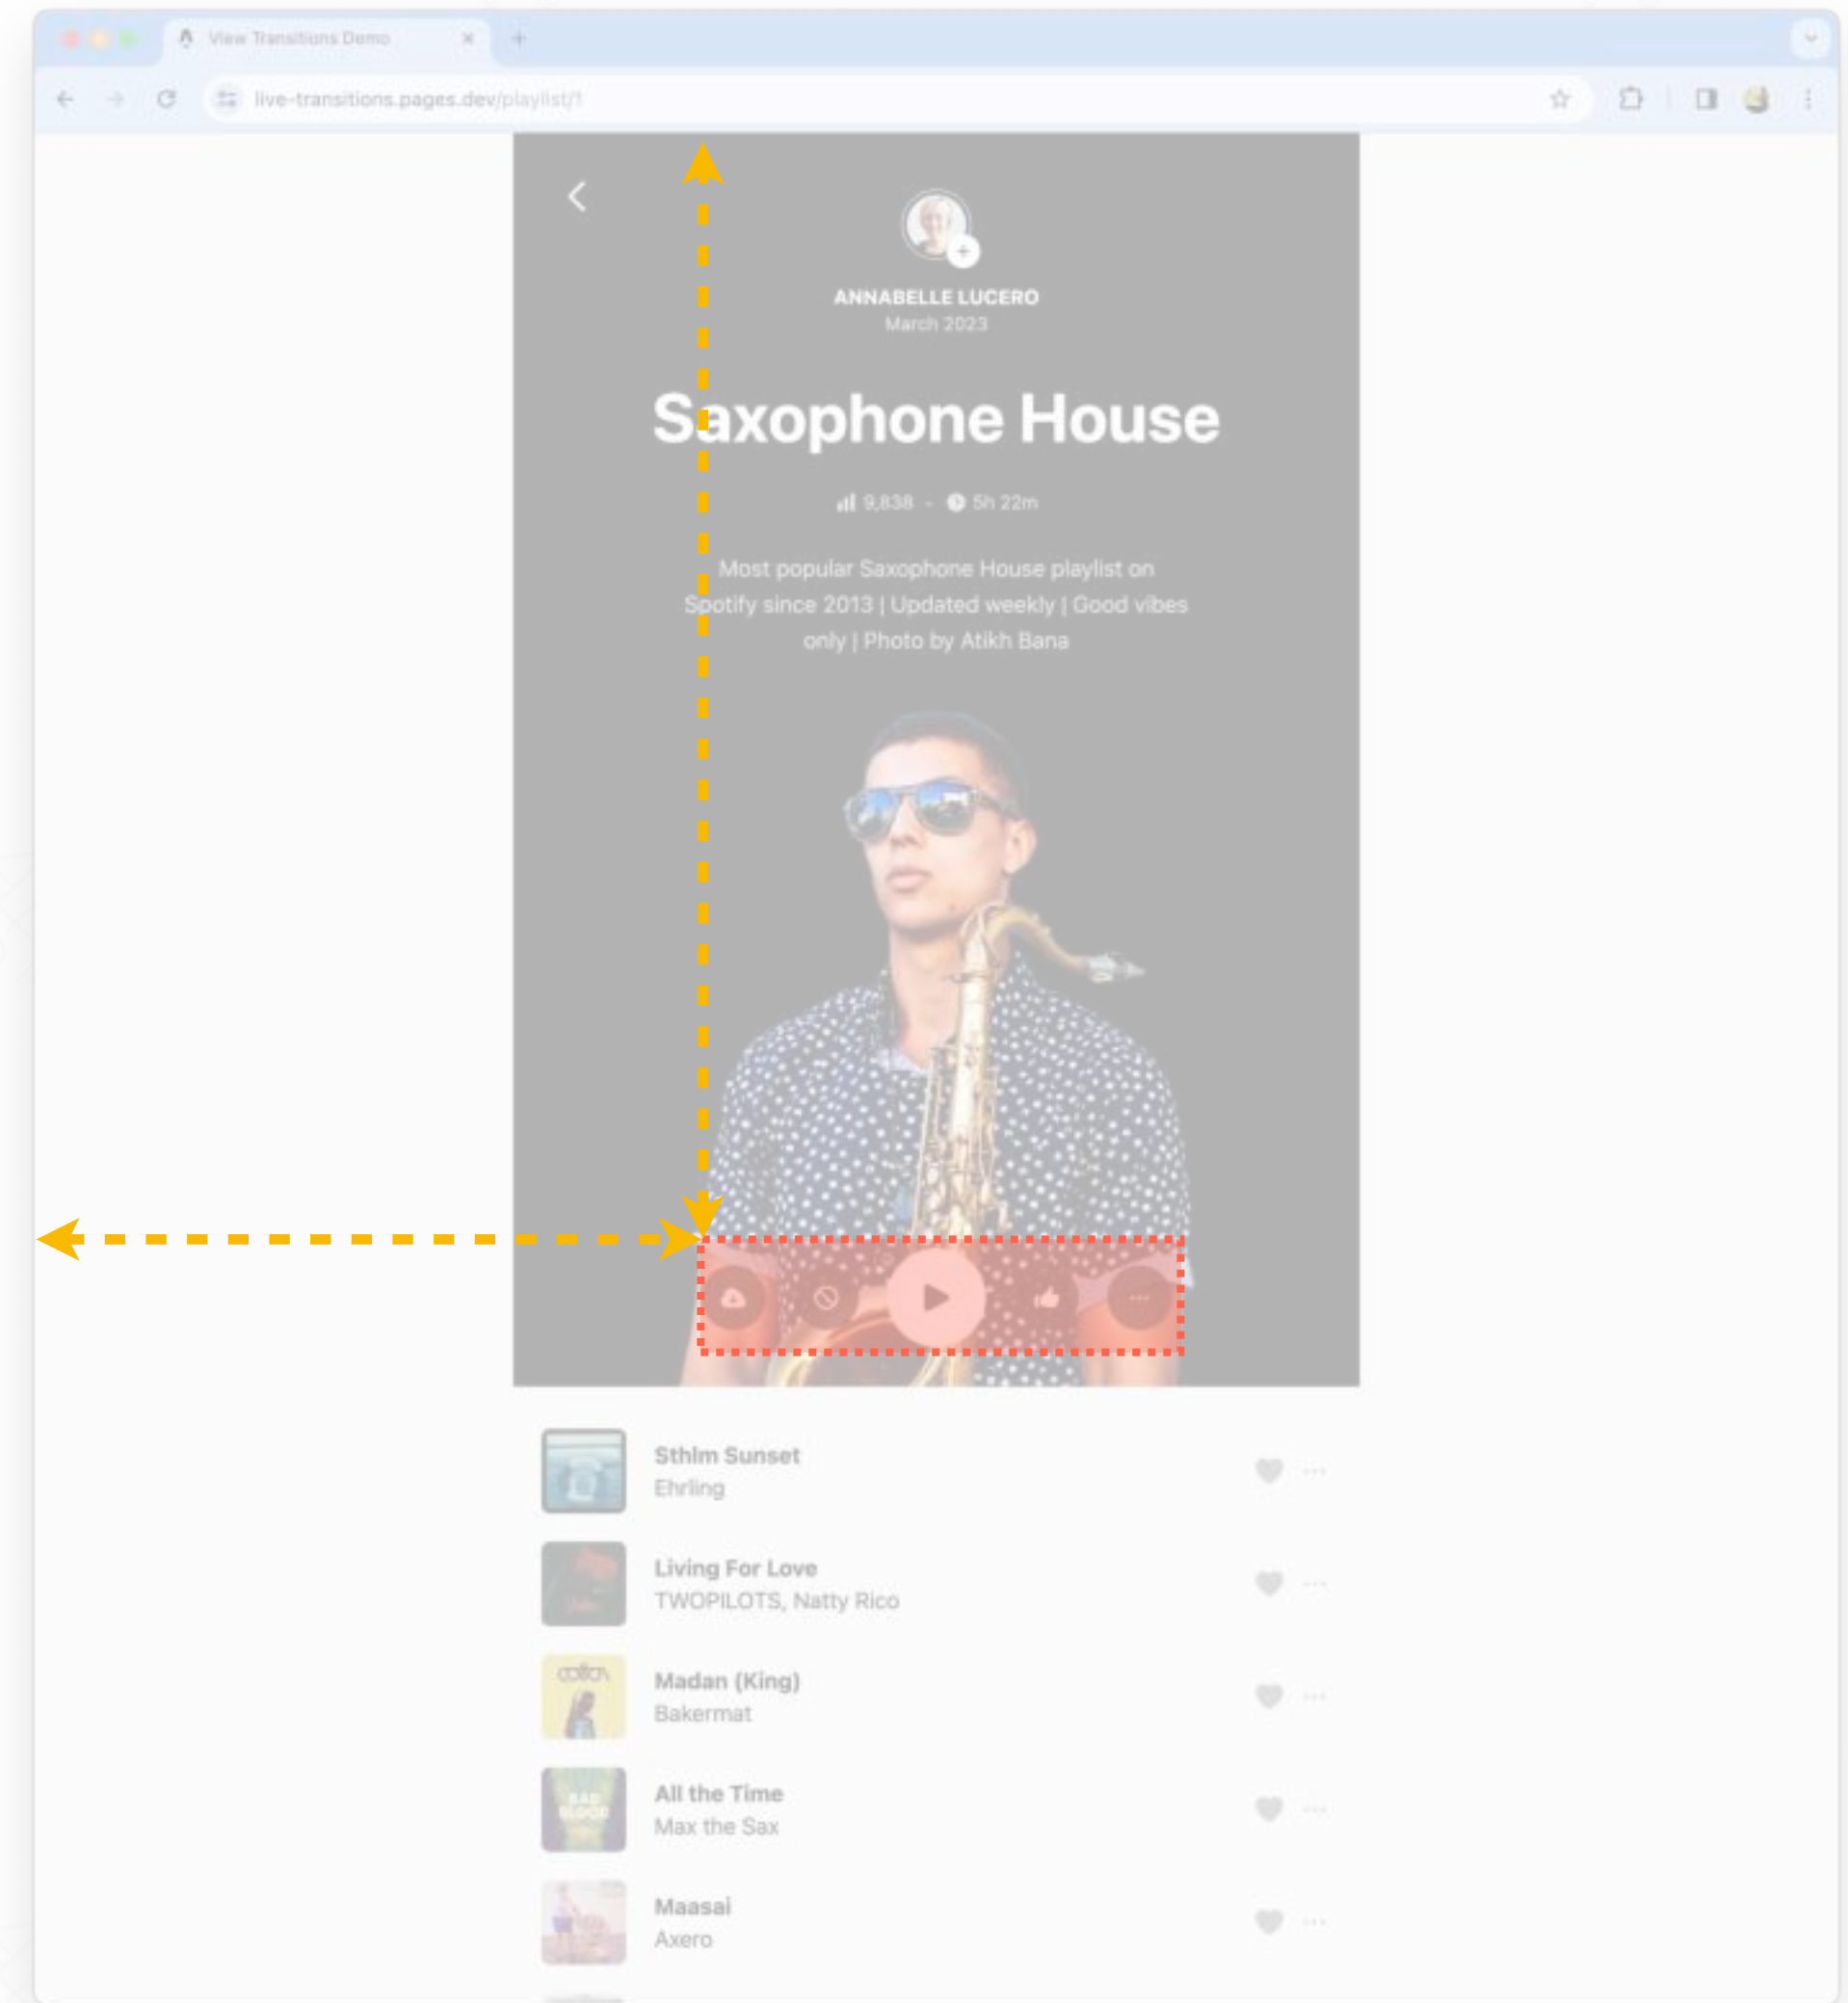 View Transitions Demo
live-transitions.pages.dev/playlist/1
ANNABELLE LUCERO
March 2023
Saxophone House
9,838 - 5h 22m
Most popular Saxophone House playlist on
Spotify since 2013 | Updated weekly | Good vibes
only | Photo by Atikh Bana
Sthlm Sunset
Ehrling
Living For Love
TWOPILOTS, Natty Rico
Madan (King)
Bakermat
BAD
BLOOD
All the Time
Max the Sax
Maasai
Axero